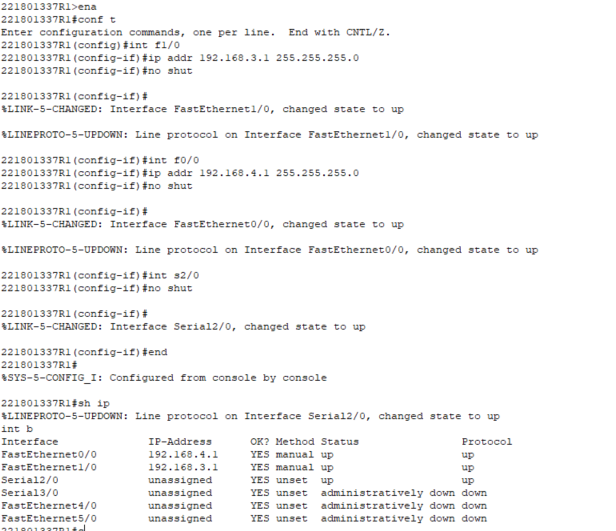 221801337R1>ena
221801337R1#conf t
Enter configuration commands, one per line.  End with CNTL/Z.
221801337R1(config)#int f1/0
221801337R1(config-if)#ip addr 192.168.3.1 255.255.255.0
221801337R1(config-if)#no shut
221801337R1(config-if)#
%LINK-5-CHANGED: Interface FastEthernet1/0, changed state to up
%LINEPROTO-5-UPDOWN: Line protocol on Interface FastEthernet1/0, changed state to up
221801337R1(config-if)#int f0/0
221801337R1(config-if)#ip addr 192.168.4.1 255.255.255.0
221801337R1(config-if)#no shut
221801337R1(config-if)#
%LINK-5-CHANGED: Interface FastEthernet0/0, changed state to up
%LINEPROTO-5-UPDOWN: Line protocol on Interface FastEthernet0/0, changed state to up
221801337R1(config-if)#int s2/0
221801337R1(config-if)#no shut
221801337R1(config-if)#
%LINK-5-CHANGED: Interface Serial2/0, changed state to up
221801337R1(config-if)#end
221801337R1#
%SYS-5-CONFIG_I: Configured from console by console
221801337R1#sh ip
%LINEPROTO-5-UPDOWN: Line protocol on Interface Serial2/0, changed state to up
int b
Interface              IP-Address      OK? Method Status                Protocol
FastEthernet0/0        192.168.4.1     YES manual up                    up
FastEthernet1/0        192.168.3.1     YES manual up                    up
Serial2/0              unassigned      YES unset  up                    up
Serial3/0              unassigned      YES unset  administratively down down
FastEthernet4/0        unassigned      YES unset  administratively down down
FastEthernet5/0        unassigned      YES unset  administratively down down